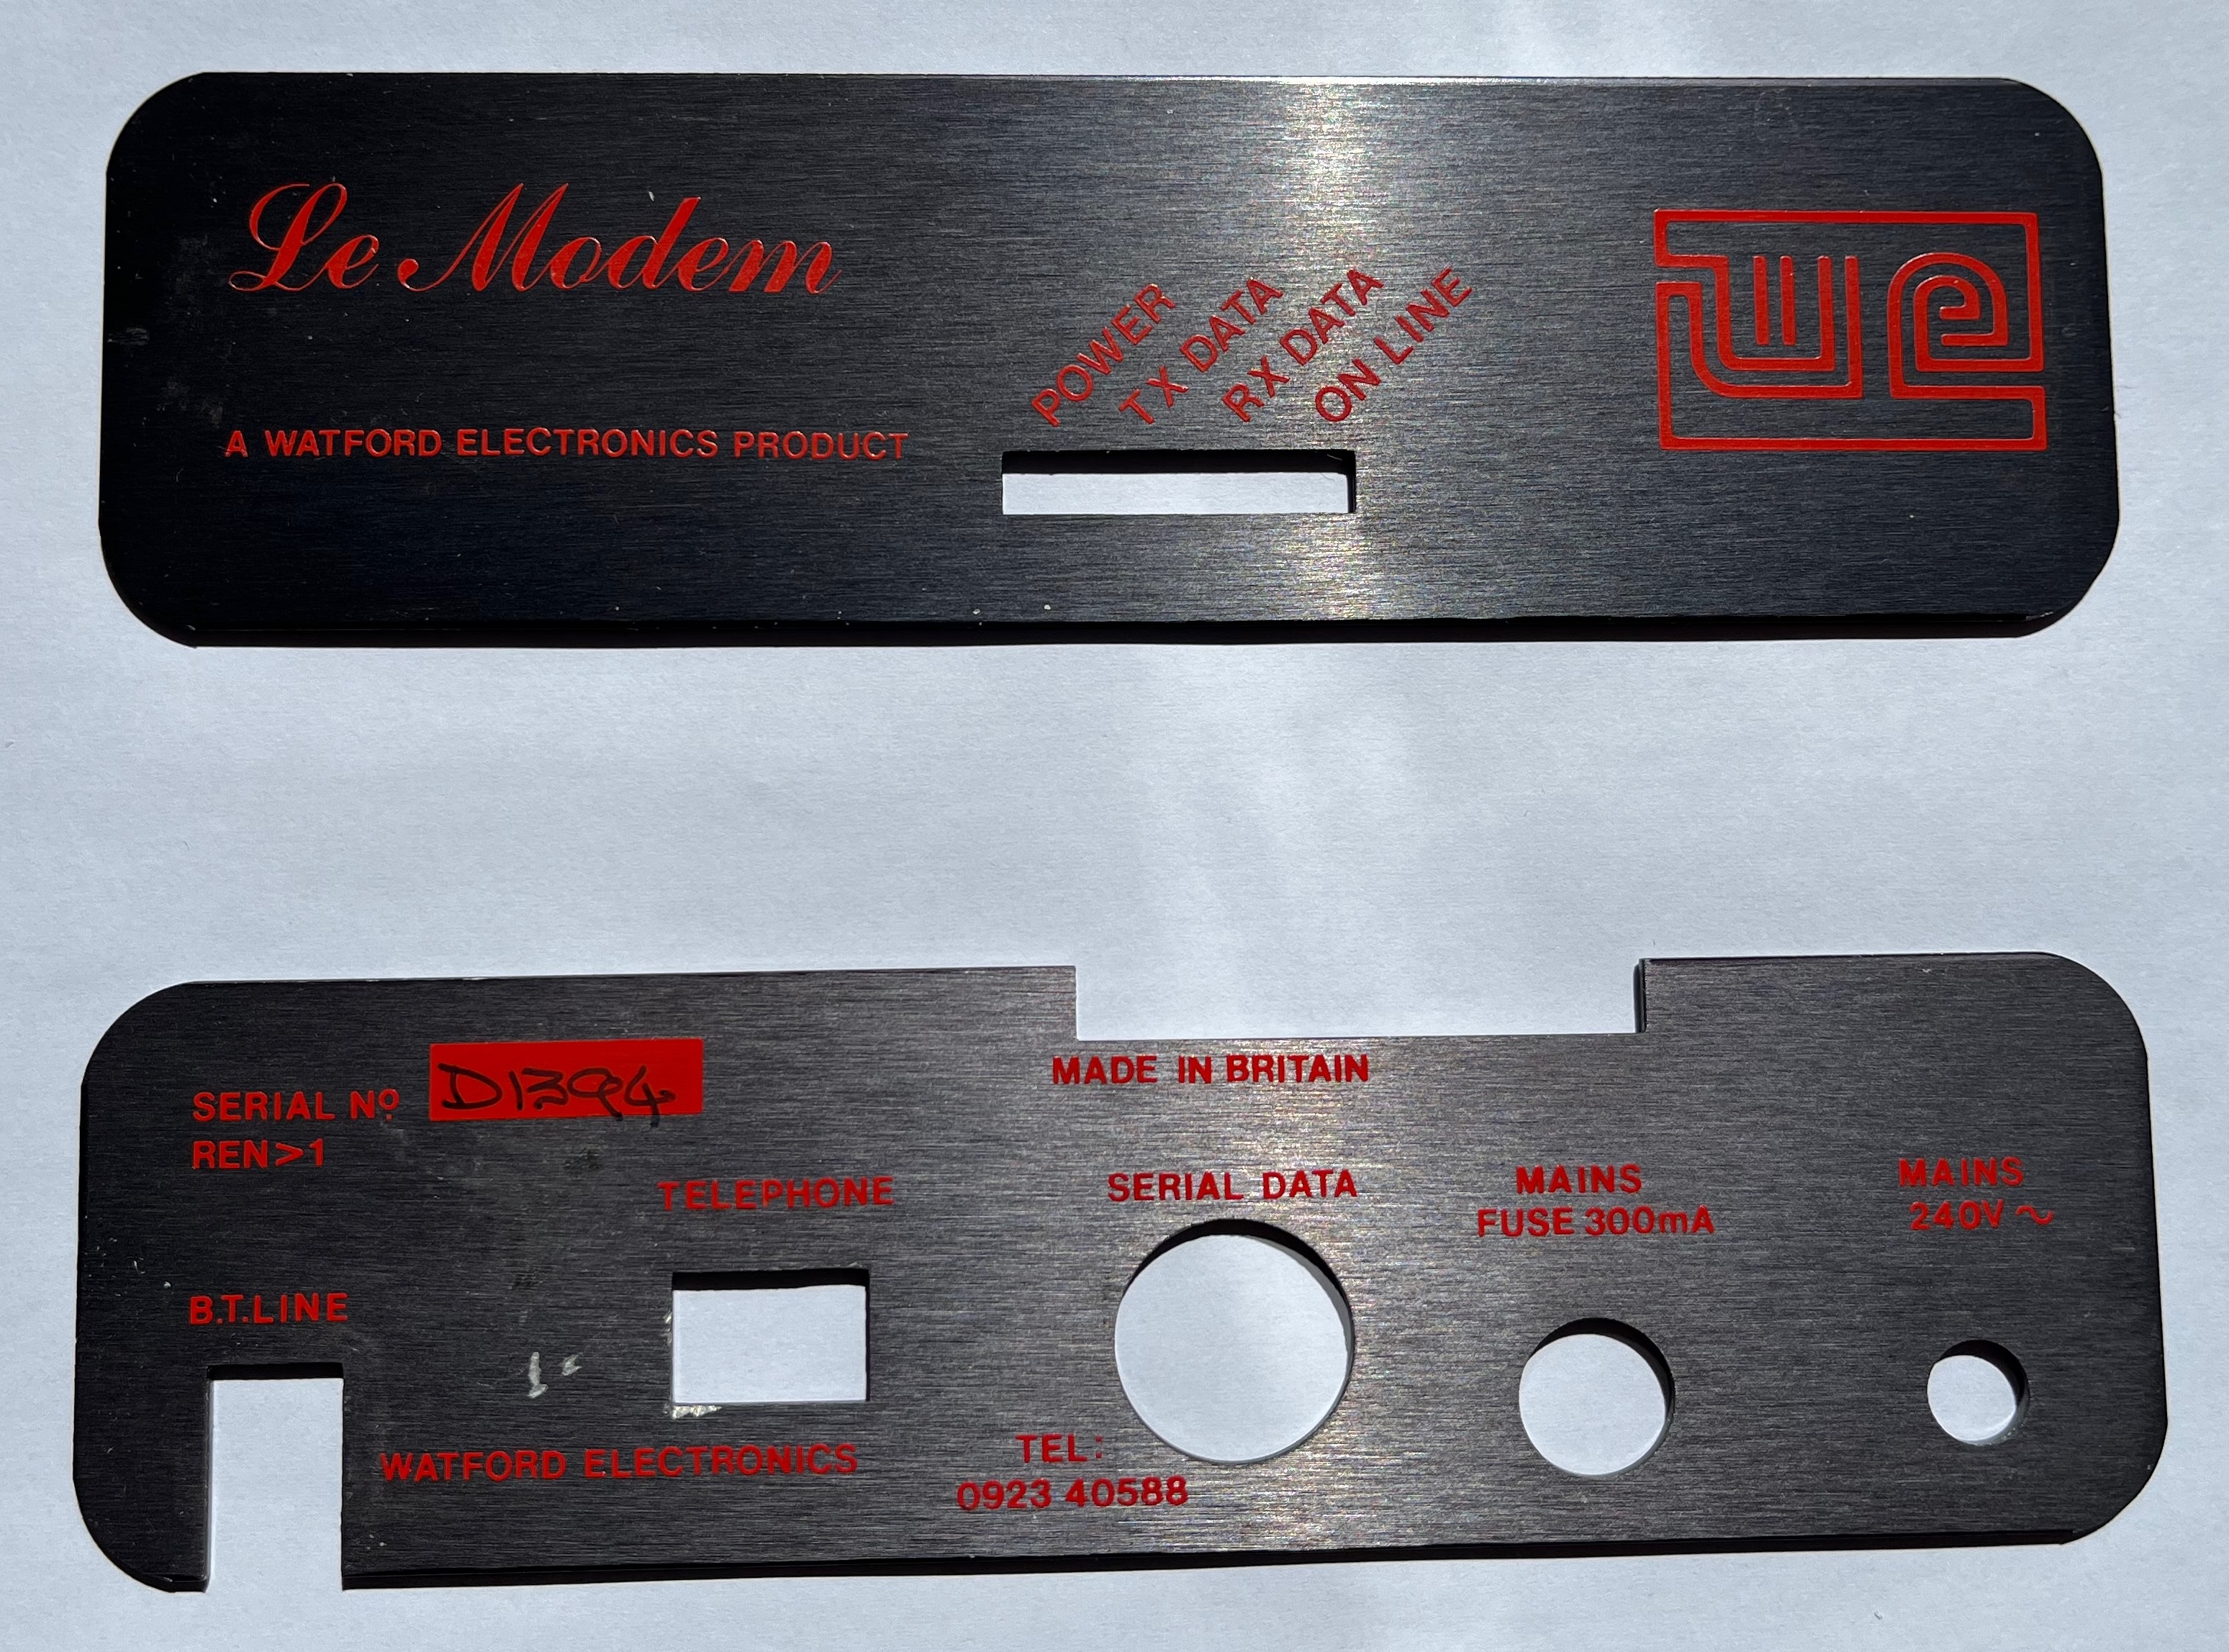 Le Modem
A WATFORD ELECTRONICS PRODUCT
POWER
TX DATA
RX DATA
ON LINE
we
SERIAL Nº D1394
REN>1
MADE IN BRITAIN
TELEPHONE
SERIAL DATA
MAINS
FUSE 300mA
MAINS
240V ~
B.T.LINE
WATFORD ELECTRONICS
TEL:
0923 40588